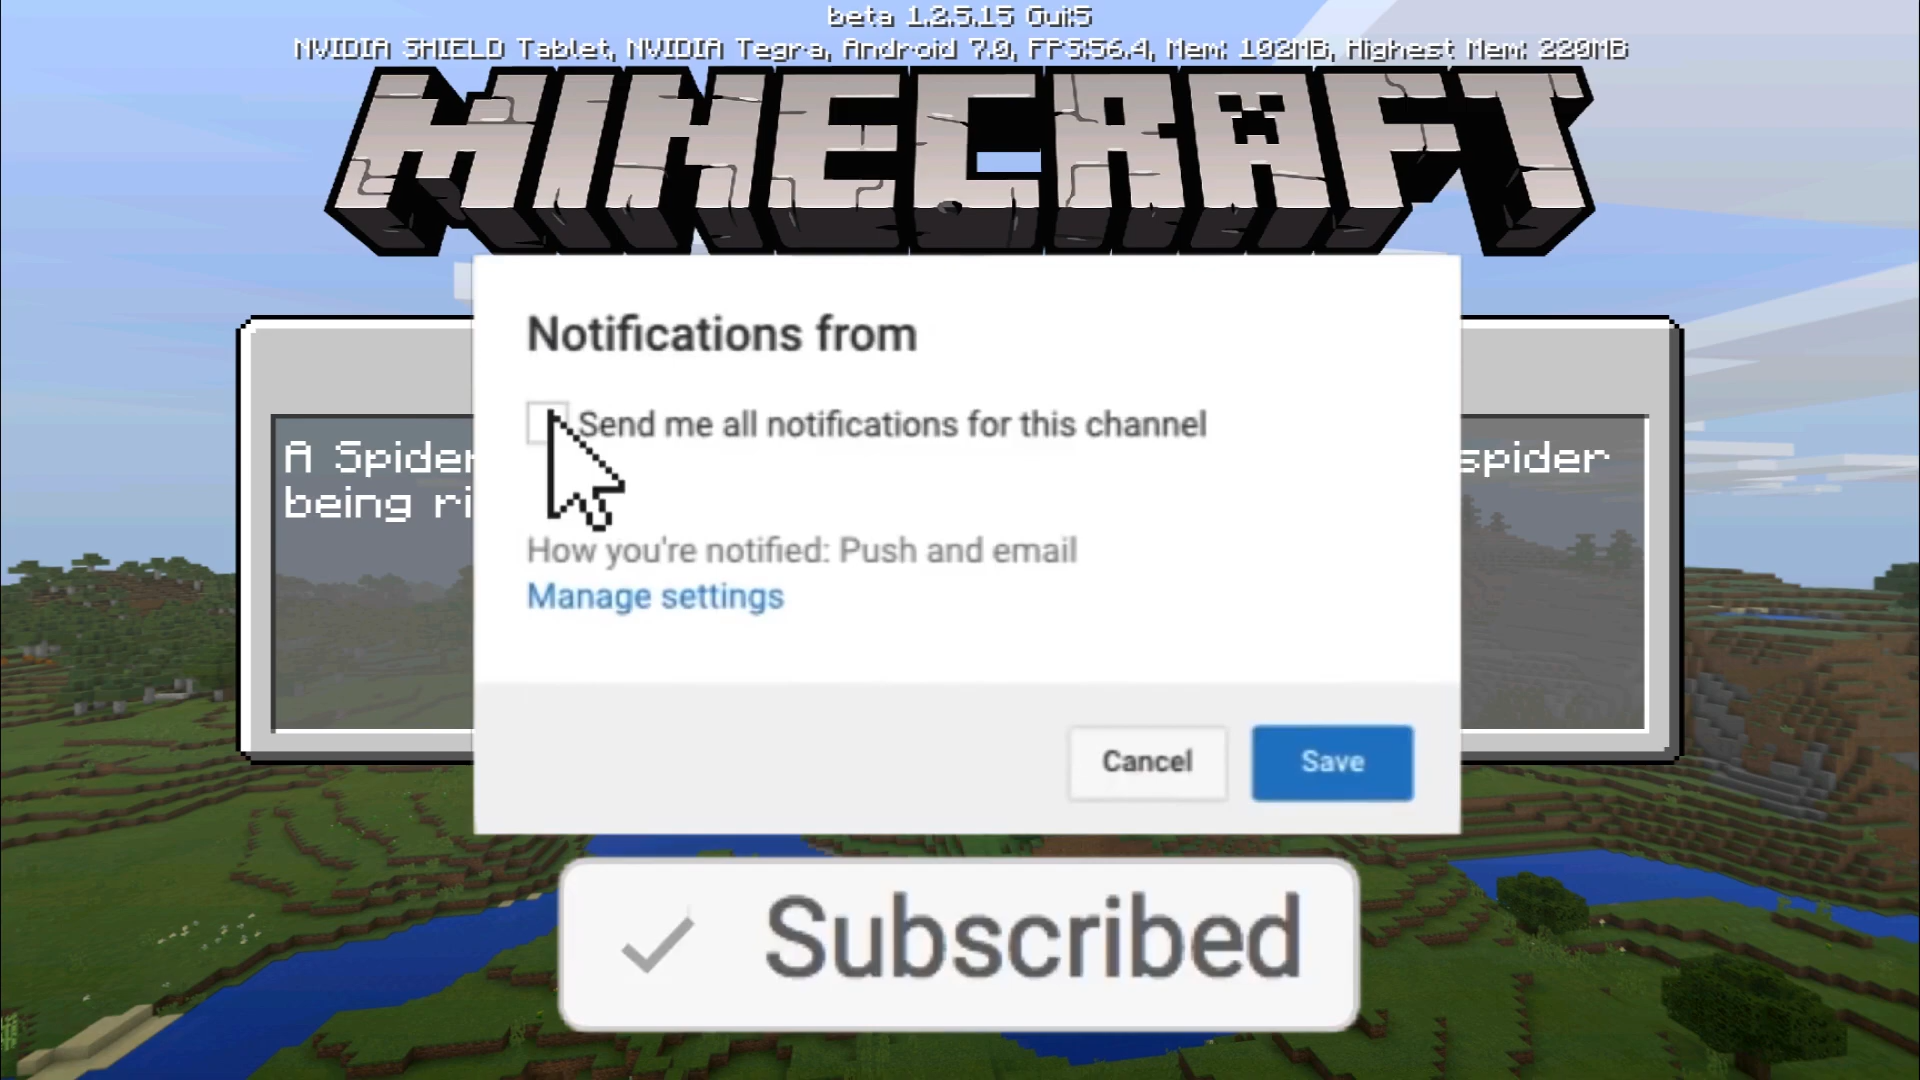 beta 1.2.5.15 Gui:5
NVIDIA SHIELD Tablet, NVIDIA Tegra, Android 7.0, FPS:56.4, Mem: 102MB, Highest Mem: 220MB
MINECRAFT
Notifications from
Send me all notifications for this channel
A Spider spider
being ri
How you're notified: Push and email
Manage settings
Cancel Save
Subscribed